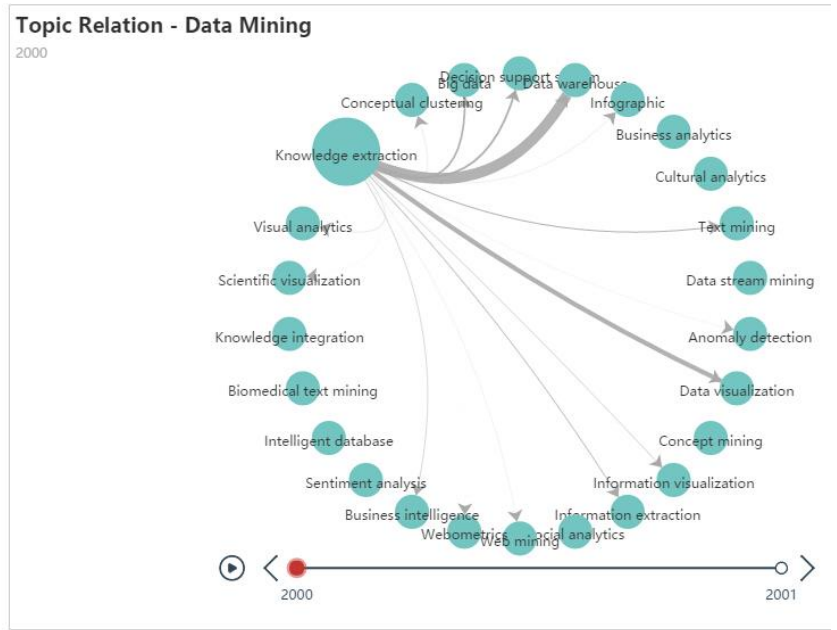 Topic Relation - Data Mining
2000
Decision support system
Big data
Data warehouse
Conceptual clustering
Infographic
Business analytics
Knowledge extraction
Cultural analytics
Visual analytics
Text mining
Scientific visualization
Data stream mining
Knowledge integration
Anomaly detection
Biomedical text mining
Data visualization
Intelligent database
Concept mining
Sentiment analysis
Information visualization
Business intelligence
Information extraction
Webometrics
Web mining
ocial analytics
2000
2001